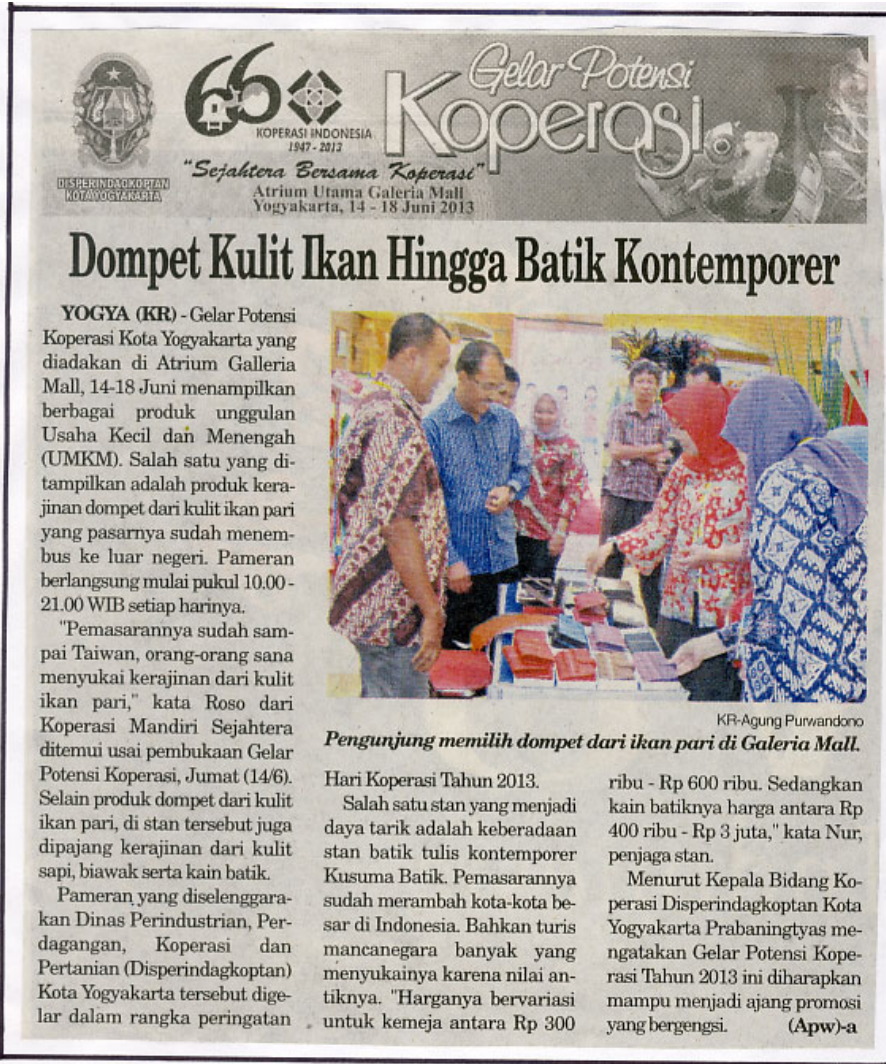 Gelar Potensi
Koperasi
66
KOPERASI INDONESIA
1947 - 2013
"Sejahtera Bersama Koperasi"
Atrium Utama Galeria Mall
Yogyakarta, 14 - 18 Juni 2013
DISPERINDAGKOPTAN
KOTA YOGYAKARTA
Dompet Kulit Ikan Hingga Batik Kontemporer
YOGYA (KR) - Gelar Potensi
Koperasi Kota Yogyakarta yang
diadakan di Atrium Galleria
Mall, 14-18 Juni menampilkan
berbagai produk unggulan
Usaha Kecil dan Menengah
(UMKM). Salah satu yang di-
tampilkan adalah produk kera-
jinan dompet dari kulit ikan pari
yang pasarnya sudah menem-
bus ke luar negeri. Pameran
berlangsung mulai pukul 10.00 -
21.00 WIB setiap harinya.
"Pemasarannya sudah sam-
pai Taiwan, orang-orang sana
menyukai kerajinan dari kulit
ikan pari," kata Roso dari
Koperasi Mandiri Sejahtera
ditemui usai pembukaan Gelar
Potensi Koperasi, Jumat (14/6).
Selain produk dompet dari kulit
ikan pari, di stan tersebut juga
dipajang kerajinan dari kulit
sapi, biawak serta kain batik.
Pameran yang diselenggara-
kan Dinas Perindustrian, Per-
dagangan, Koperasi dan
Pertanian (Disperindagkoptan)
Kota Yogyakarta tersebut dige-
lar dalam rangka peringatan
KR-Agung Purwandono
Pengunjung memilih dompet dari ikan pari di Galeria Mall.
Hari Koperasi Tahun 2013.
Salah satu stan yang menjadi
daya tarik adalah keberadaan
stan batik tulis kontemporer
Kusuma Batik. Pemasarannya
sudah merambah kota-kota be-
sar di Indonesia. Bahkan turis
mancanegara banyak yang
menyukainya karena nilai an-
tiknya. "Harganya bervariasi
untuk kemeja antara Rp 300
ribu - Rp 600 ribu. Sedangkan
kain batiknya harga antara Rp
400 ribu - Rp 3 juta," kata Nur,
penjaga stan.
Menurut Kepala Bidang Ko-
perasi Disperindagkoptan Kota
Yogyakarta Prabaningtyas me-
ngatakan Gelar Potensi Kope-
rasi Tahun 2013 ini diharapkan
mampu menjadi ajang promosi
yang bergengsi. (Apw)-a